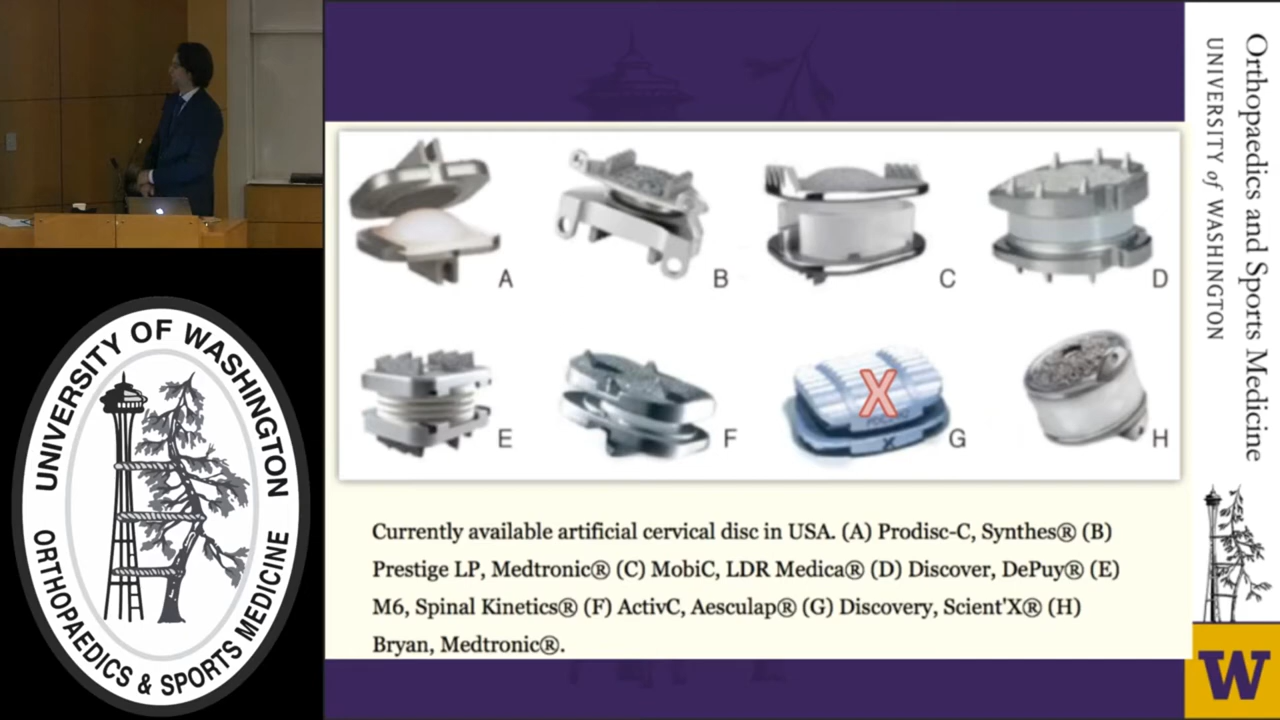 A
B
C
D
E
F
X
G
H
Currently available artificial cervical disc in USA. (A) Prodisc-C, Synthes® (B)
Prestige LP, Medtronic® (C) MobiC, LDR Medica® (D) Discover, DePuy® (E)
M6, Spinal Kinetics® (F) ActivC, Aesculap® (G) Discovery, Scient'X® (H)
Bryan, Medtronic®.
UNIVERSITY OF WASHINGTON
ORTHOPAEDICS & SPORTS MEDICINE
Orthopaedics and Sports Medicine
UNIVERSITY of WASHINGTON
W